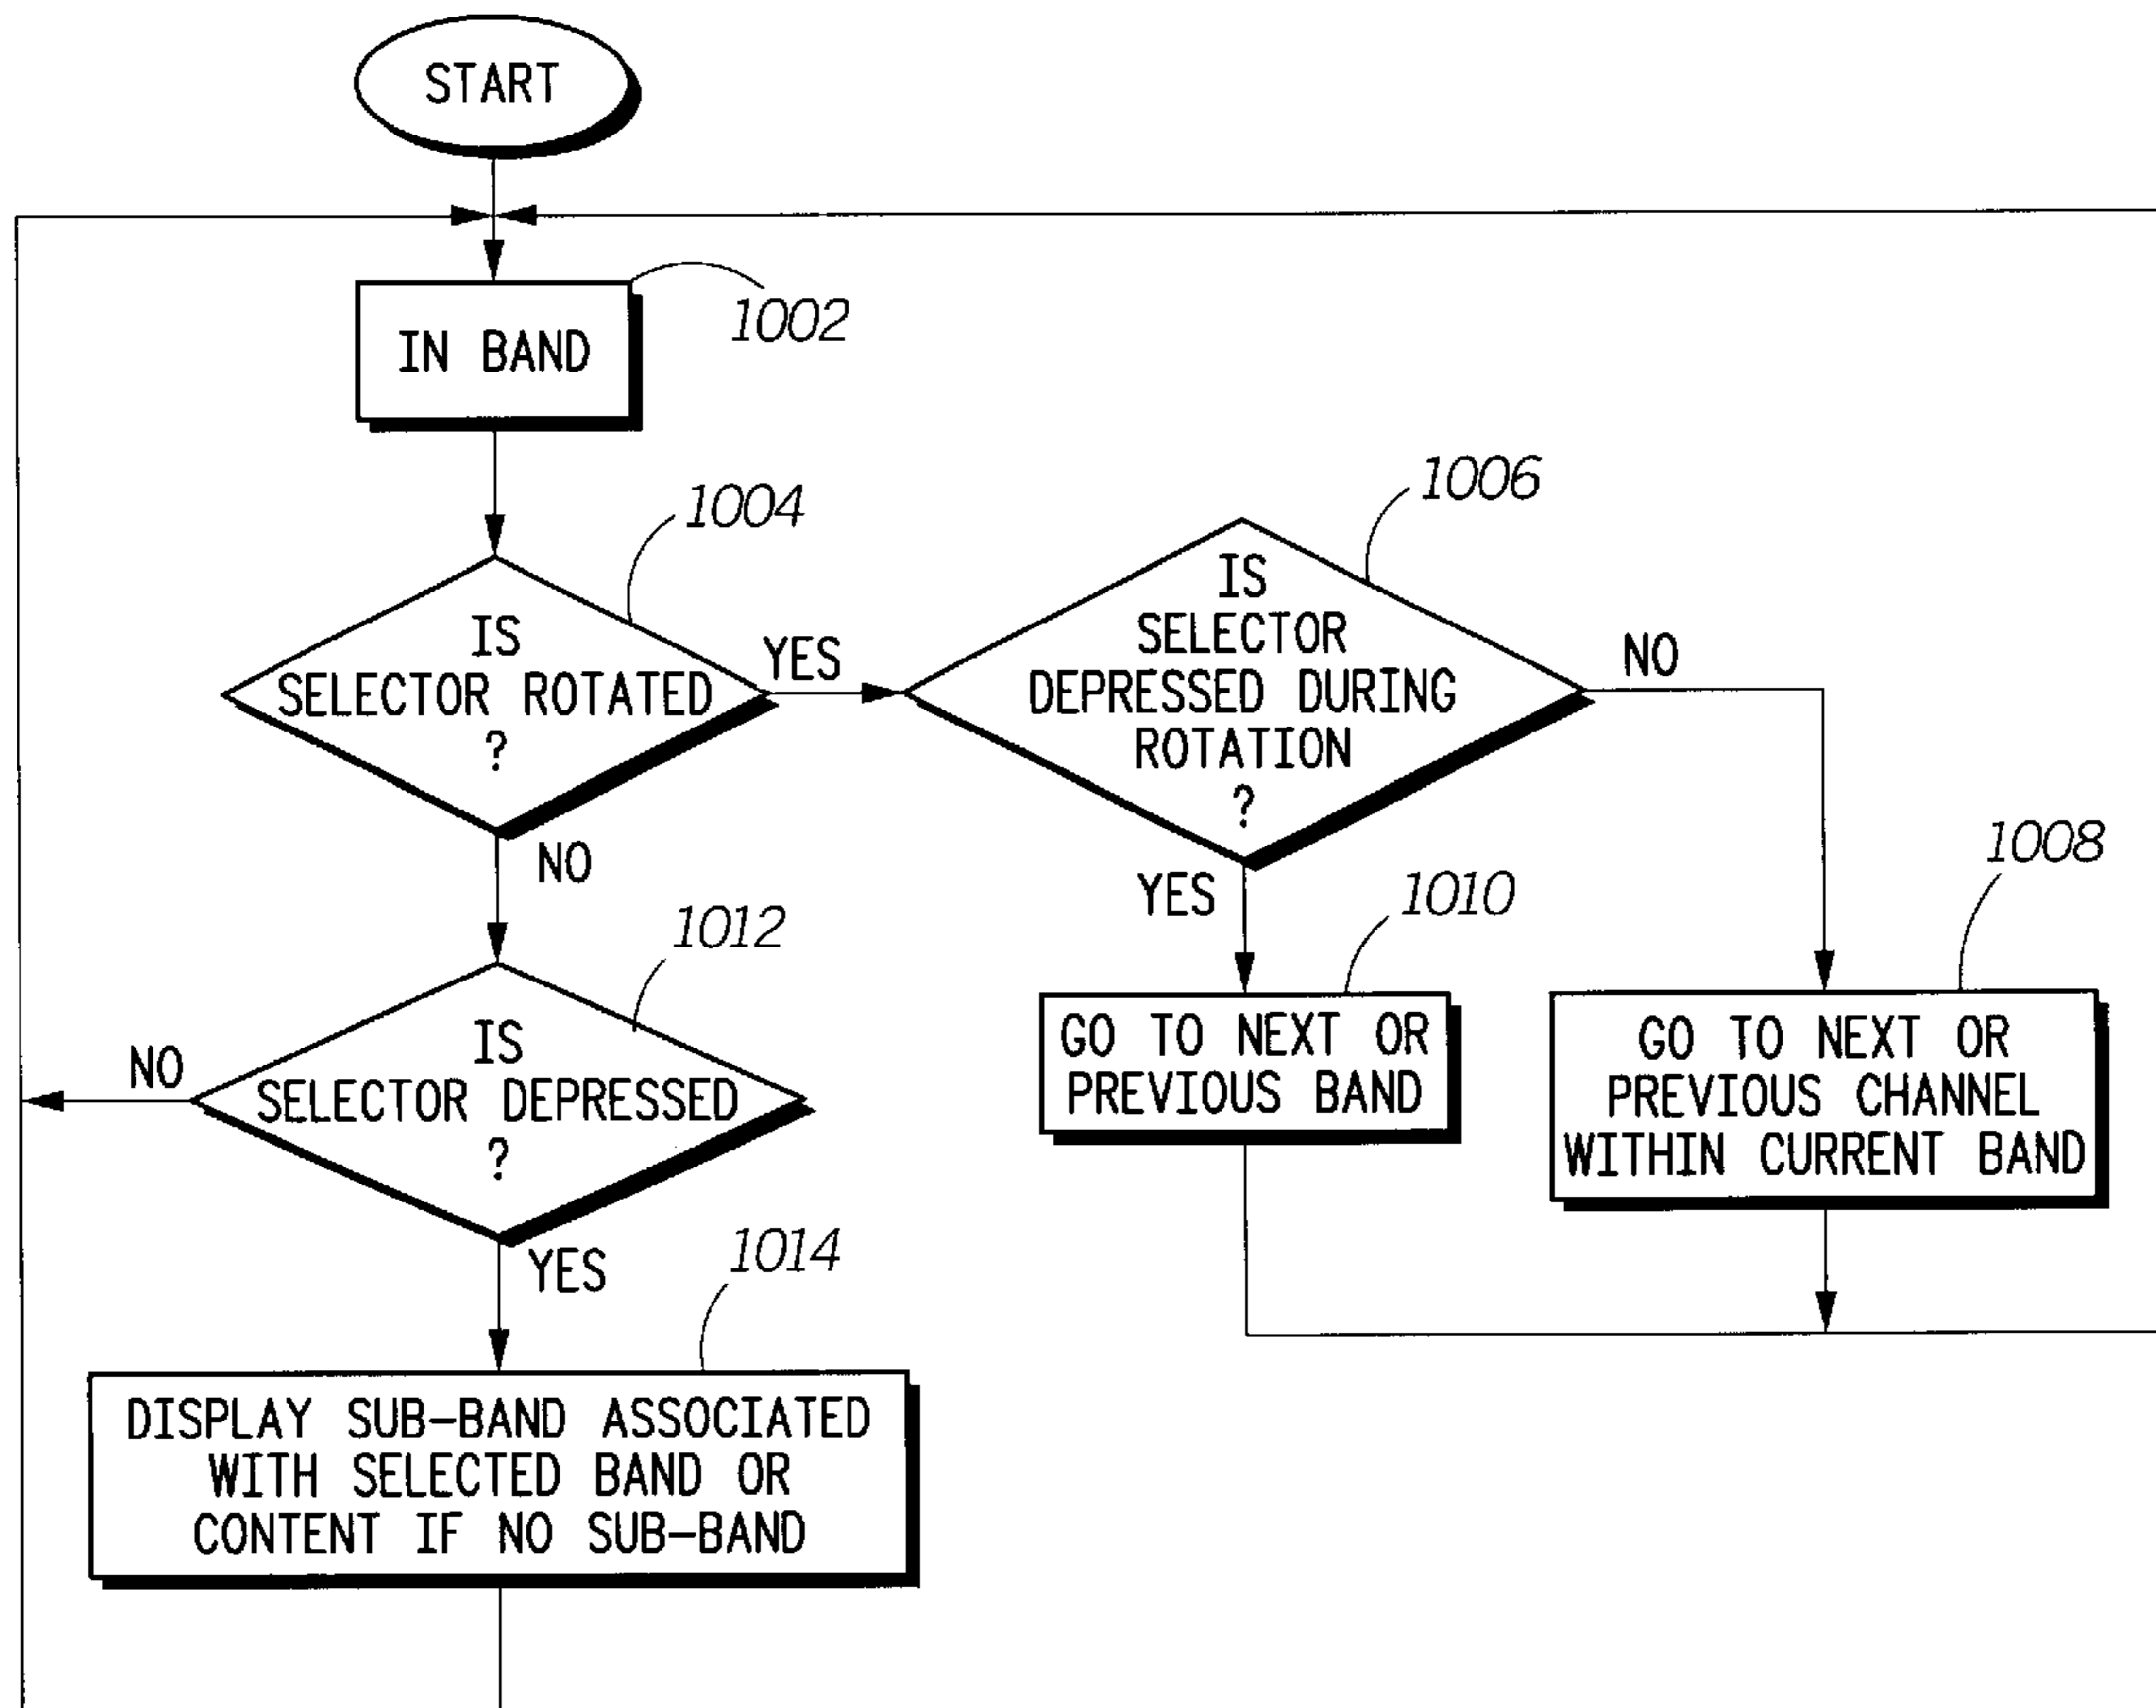 START
IN BAND
1002
IS
SELECTOR ROTATED
?
1004
YES
NO
IS
SELECTOR
DEPRESSED DURING
ROTATION
?
1006
NO
YES
GO TO NEXT OR
PREVIOUS BAND
1010
GO TO NEXT OR
PREVIOUS CHANNEL
WITHIN CURRENT BAND
1008
IS
SELECTOR DEPRESSED
?
1012
NO
YES
DISPLAY SUB-BAND ASSOCIATED
WITH SELECTED BAND OR
CONTENT IF NO SUB-BAND
1014